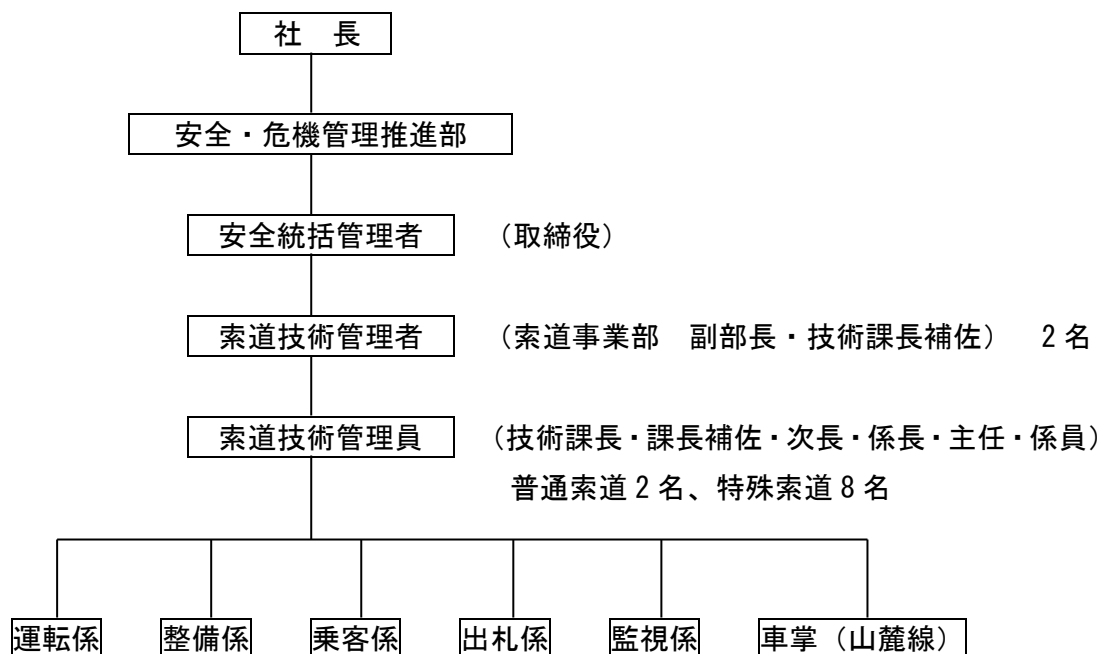 社　長
安全・危機管理推進部
安全統括管理者　（取締役）
索道技術管理者　（索道事業部　副部長・技術課長補佐）　2名
索道技術管理員　（技術課長・課長補佐・次長・係長・主任・係員）
普通索道2名、特殊索道8名
運転係　整備係　乗客係　出札係　監視係　車掌（山麓線）